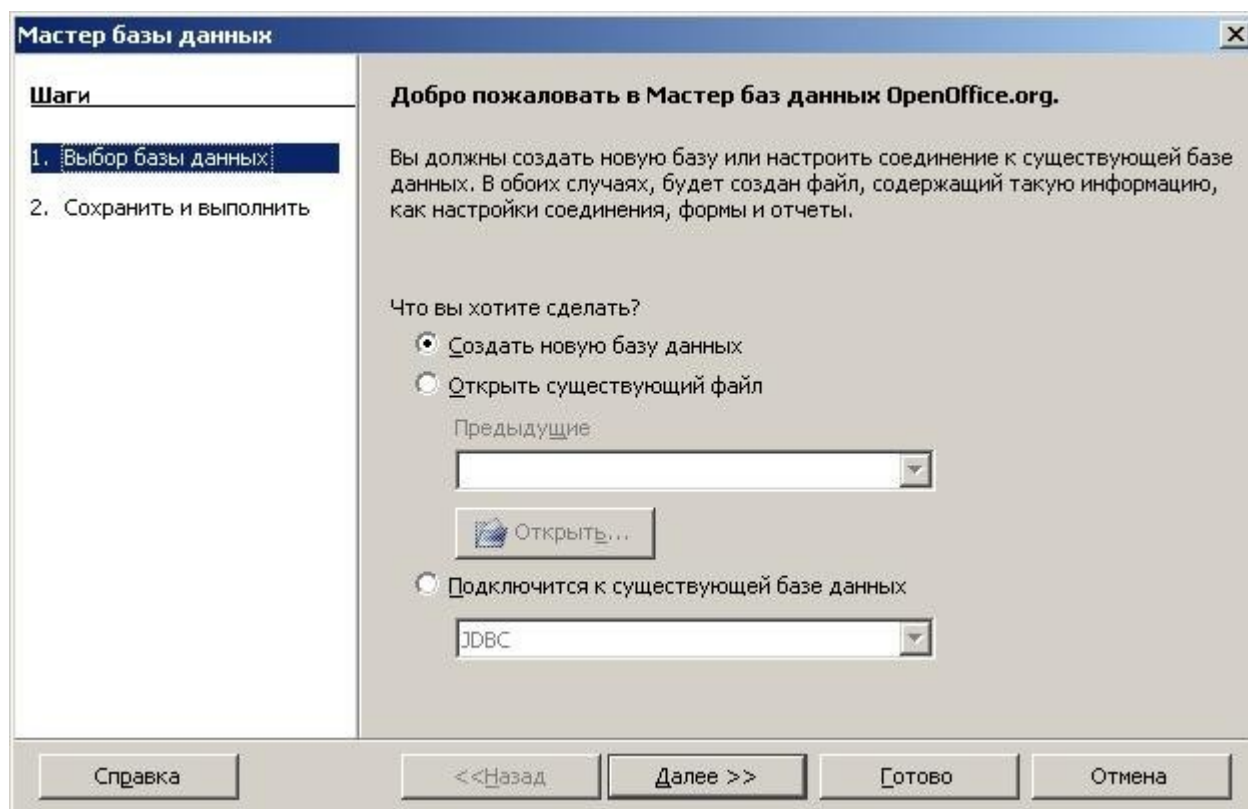 Мастер базы данных
Шаги
1. Выбор базы данных
2. Сохранить и выполнить
Добро пожаловать в Мастер баз данных OpenOffice.org.
Вы должны создать новую базу или настроить соединение к существующей базе
данных. В обоих случаях, будет создан файл, содержащий такую информацию,
как настройки соединения, формы и отчеты.
Что вы хотите сделать?
Создать новую базу данных
Открыть существующий файл
Предыдущие
Открыть...
Подключится к существующей базе данных
JDBC
Справка
<<Назад
Далее >>
Готово
Отмена